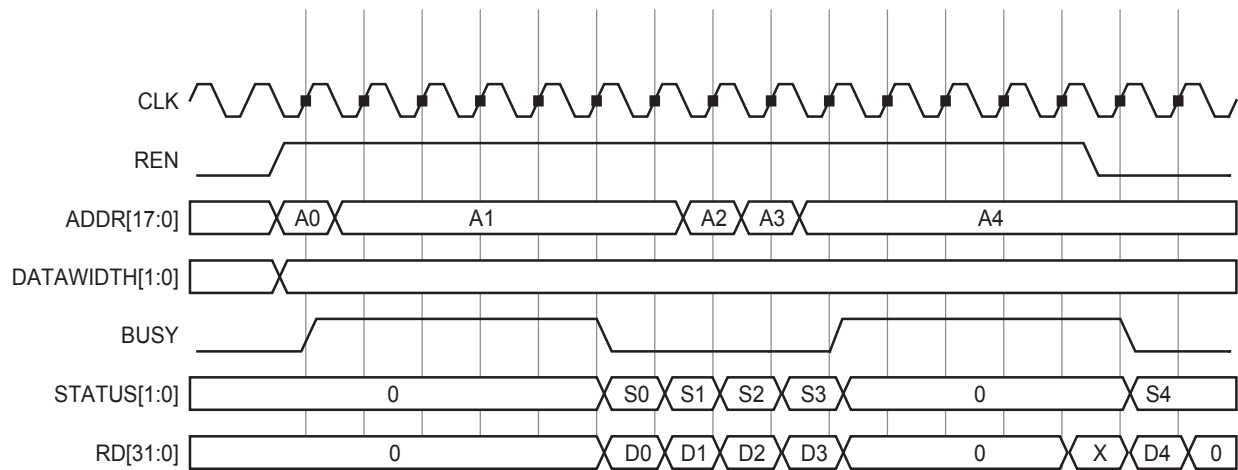 CLK
REN
ADDR[17:0] A0 A1 A2 A3 A4
DATAWIDTH[1:0]
BUSY
STATUS[1:0] 0 S0 S1 S2 S3 0 S4
RD[31:0] 0 D0 D1 D2 D3 0 X D4 0